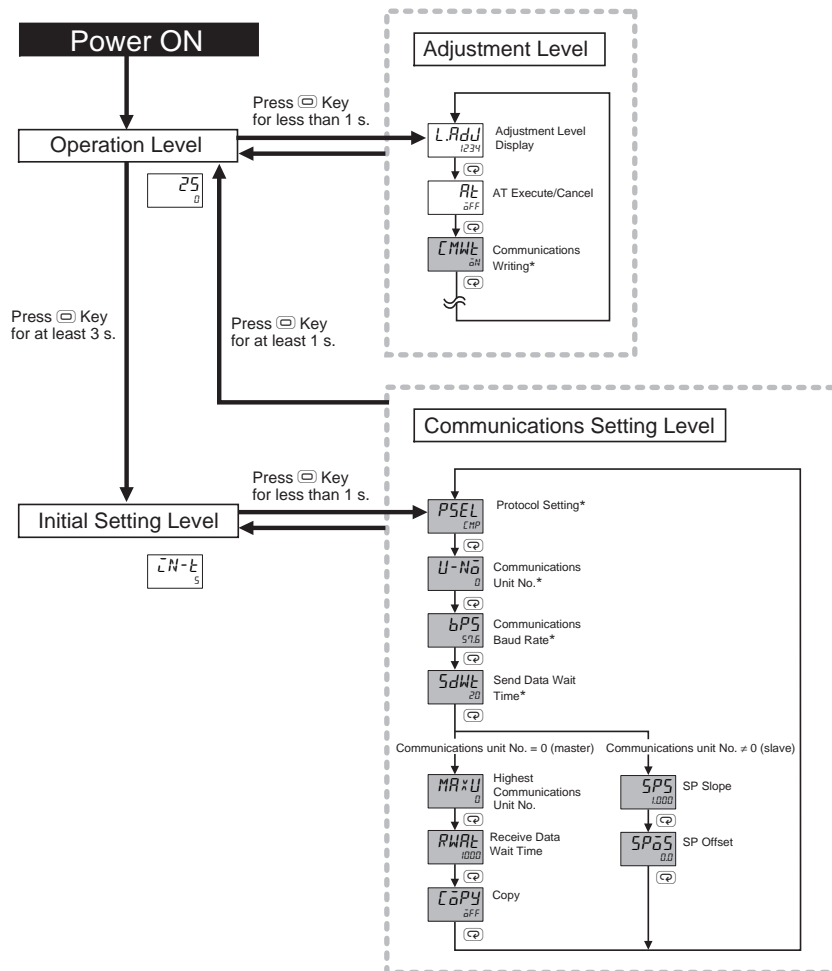 Power ON
Adjustment Level
Press Key
for less than 1 s.
Operation Level
25
0
L.AdJ
1234
Adjustment Level
Display
At
oFF
AT Execute/Cancel
CMWt
oN
Communications
Writing*
Press Key
for at least 3 s.
Press Key
for at least 1 s.
Communications Setting Level
Press Key
for less than 1 s.
Initial Setting Level
iN-t
5
PSEL
CMP
Protocol Setting*
U-No
0
Communications
Unit No.*
bPS
57.6
Communications
Baud Rate*
SdWt
20
Send Data Wait
Time*
Communications unit No. = 0 (master)
Communications unit No. ≠ 0 (slave)
MAXU
0
Highest
Communications
Unit No.
SPS
1.000
SP Slope
RWAt
1000
Receive Data
Wait Time
SPoS
0.0
SP Offset
CoPY
oFF
Copy